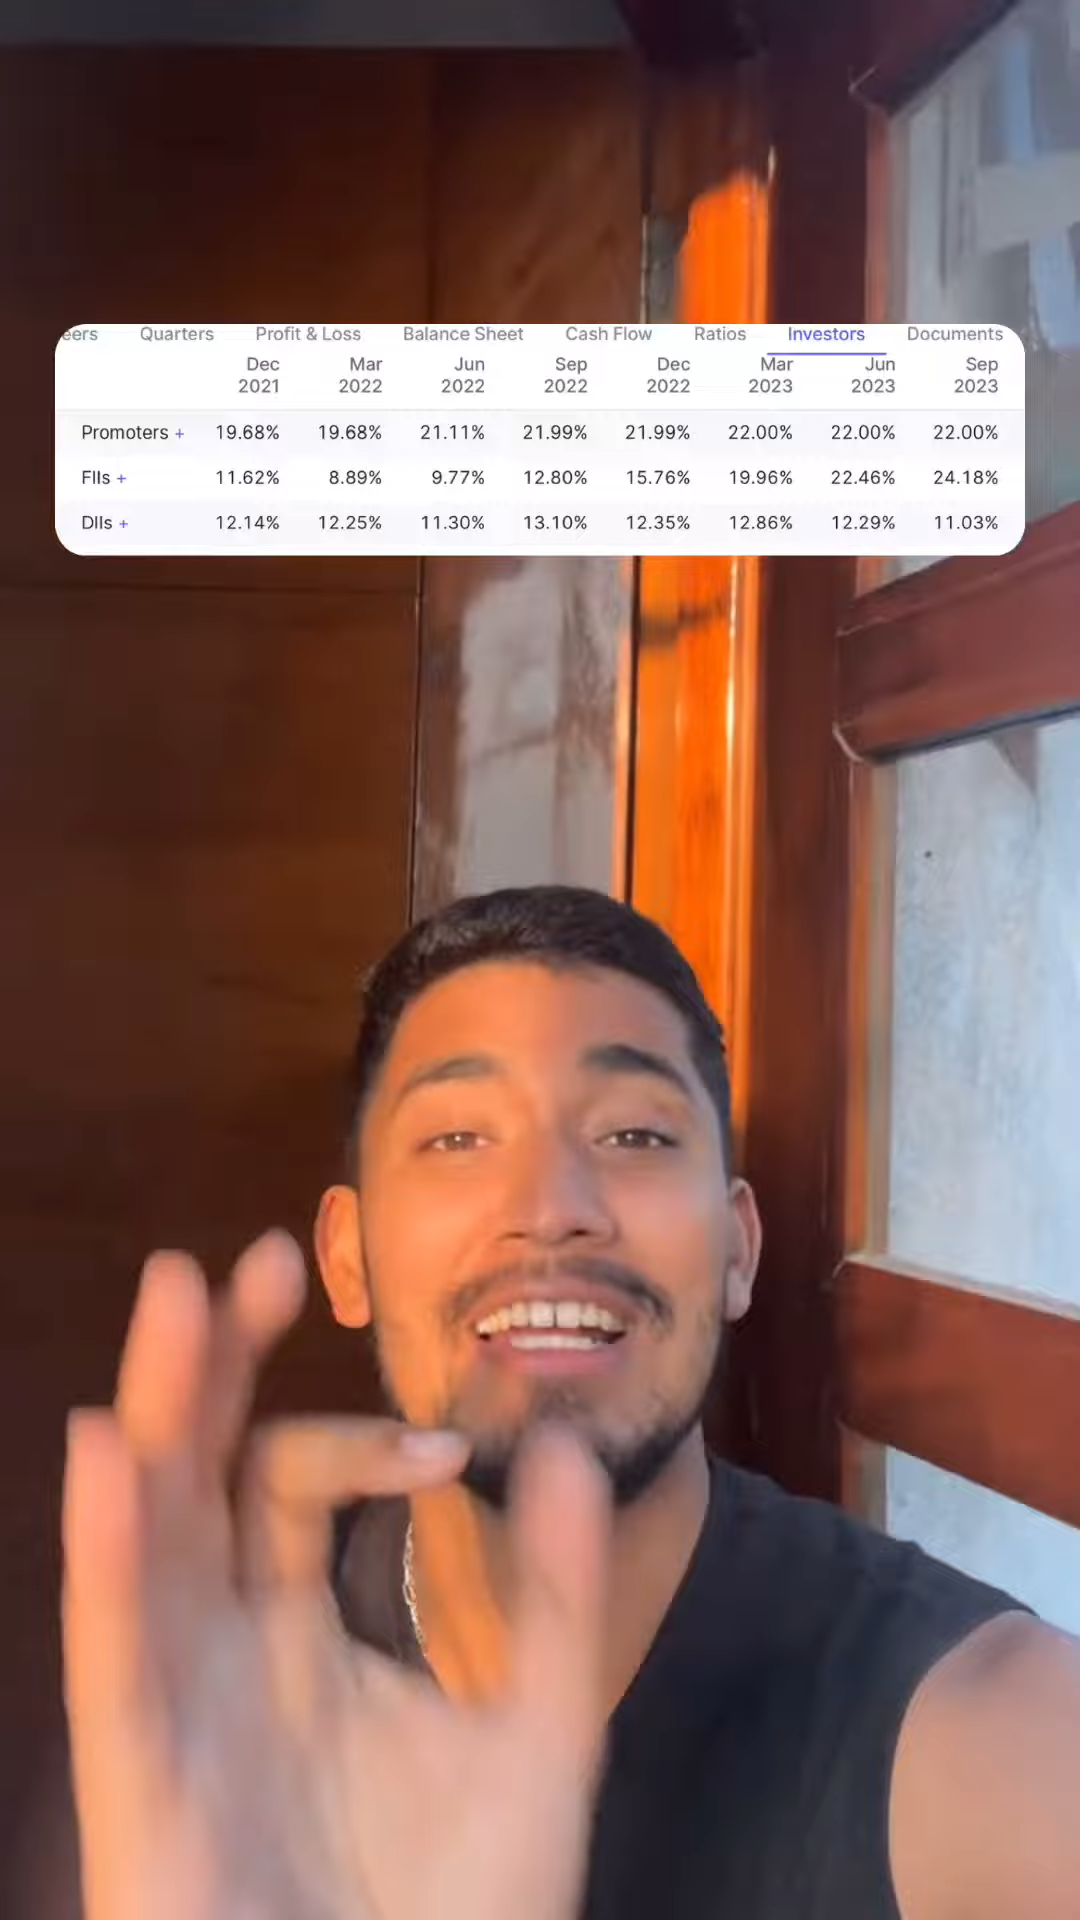 eers Quarters Profit & Loss Balance Sheet Cash Flow Ratios Investors Documents
Dec 2021 Mar 2022 Jun 2022 Sep 2022 Dec 2022 Mar 2023 Jun 2023 Sep 2023
Promoters + 19.68% 19.68% 21.11% 21.99% 21.99% 22.00% 22.00% 22.00%
FIIs + 11.62% 8.89% 9.77% 12.80% 15.76% 19.96% 22.46% 24.18%
DIIs + 12.14% 12.25% 11.30% 13.10% 12.35% 12.86% 12.29% 11.03%